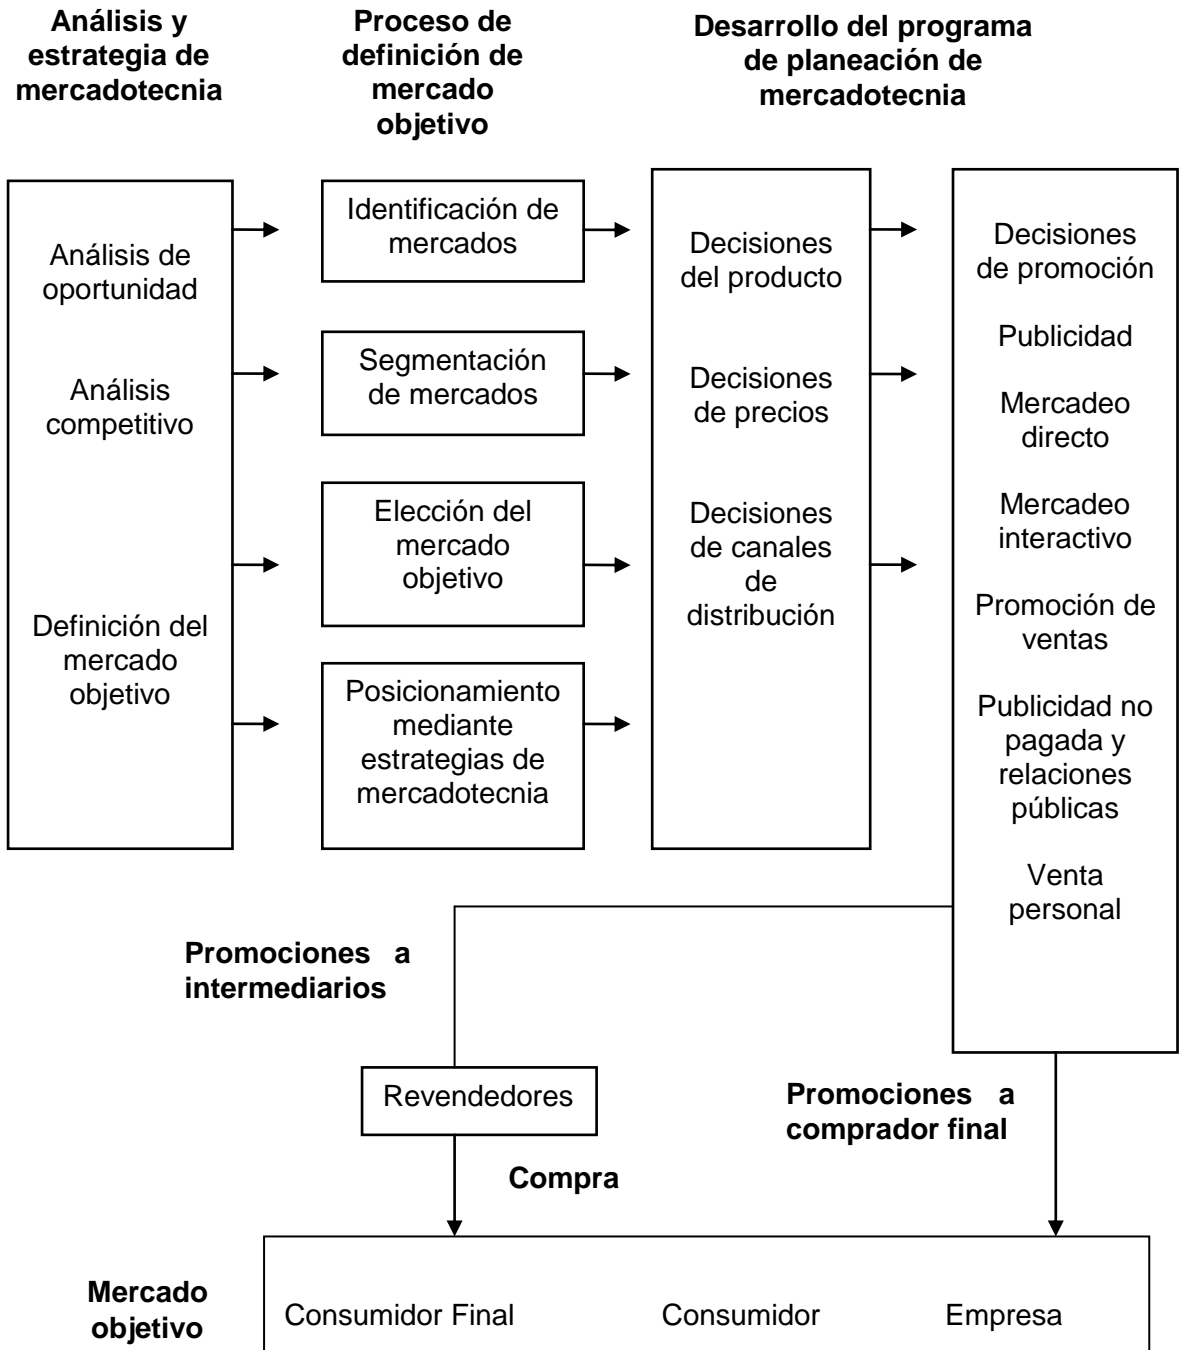 Análisis y
estrategia de
mercadotecnia
Proceso de
definición de
mercado
objetivo
Desarrollo del programa
de planeación de
mercadotecnia
Análisis de
oportunidad
Análisis
competitivo
Definición del
mercado
objetivo
Identificación de
mercados
Segmentación
de mercados
Elección del
mercado
objetivo
Posicionamiento
mediante
estrategias de
mercadotecnia
Decisiones
del producto
Decisiones
de precios
Decisiones
de canales
de
distribución
Decisiones
de promoción
Publicidad
Mercadeo
directo
Mercadeo
interactivo
Promoción de
ventas
Publicidad no
pagada y
relaciones
públicas
Venta
personal
Promociones a
intermediarios
Revendedores
Promociones a
comprador final
Compra
Mercado
objetivo
Consumidor Final
Consumidor
Empresa